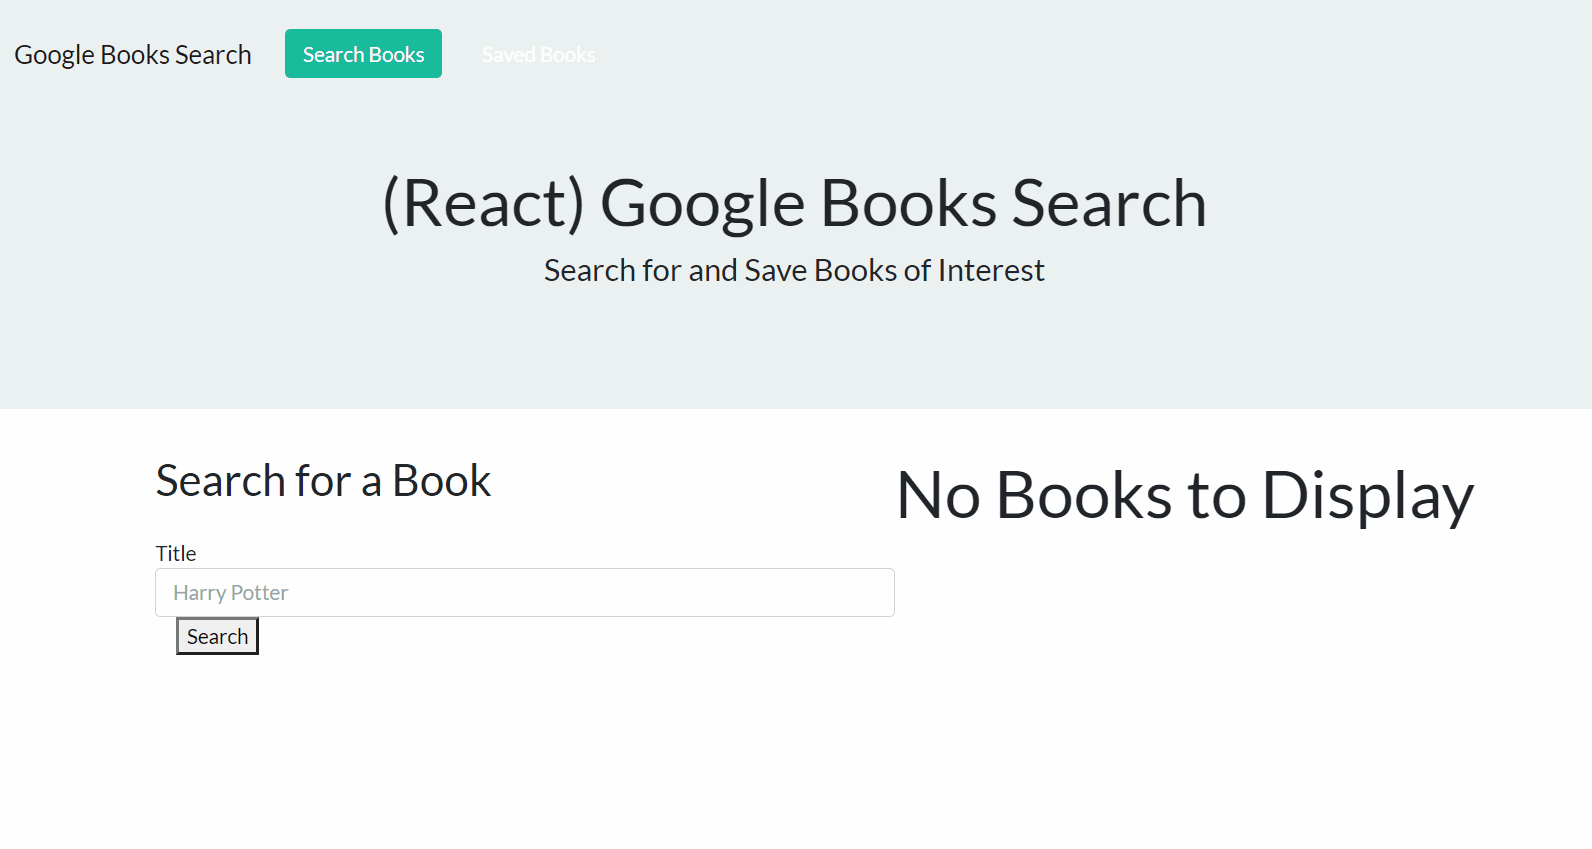 Google Books Search Search Books Saved Books
(React) Google Books Search
Search for and Save Books of Interest
Search for a Book
No Books to Display
Title
Harry Potter
Search